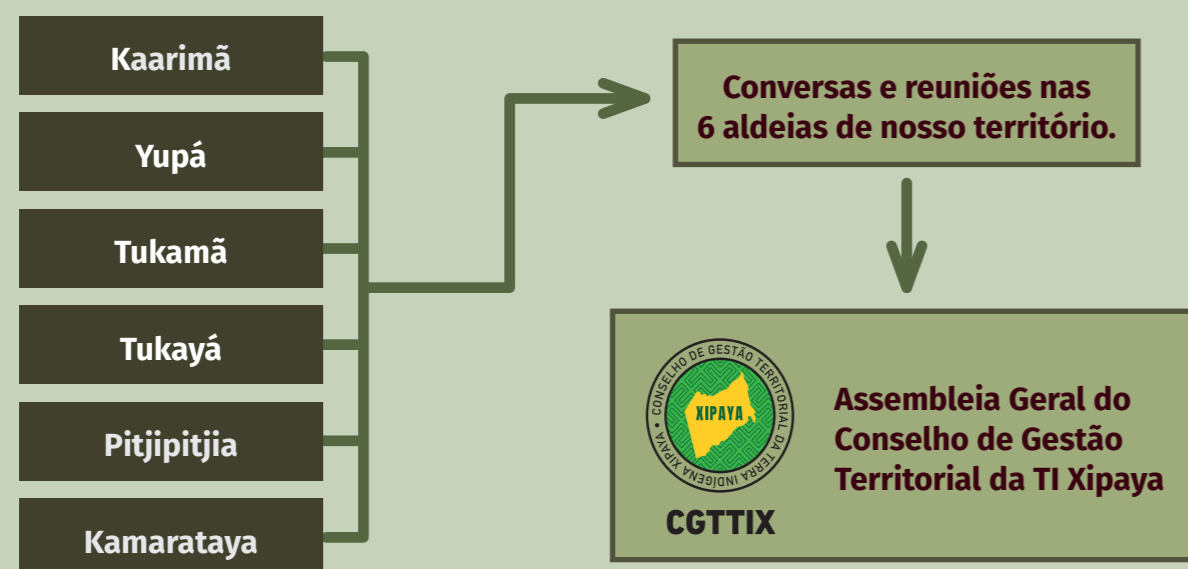 Kaarimã
Yupá
Tukamã
Tukayá
Pitjipitjia
Kamarataya
Conversas e reuniões nas
6 aldeias de nosso território.
CONSELHO DE GESTÃO TERRITORIAL DA TERRA INDÍGENA XIPAYA •
XIPAYA
CGTTIX
Assembleia Geral do
Conselho de Gestão
Territorial da TI Xipaya